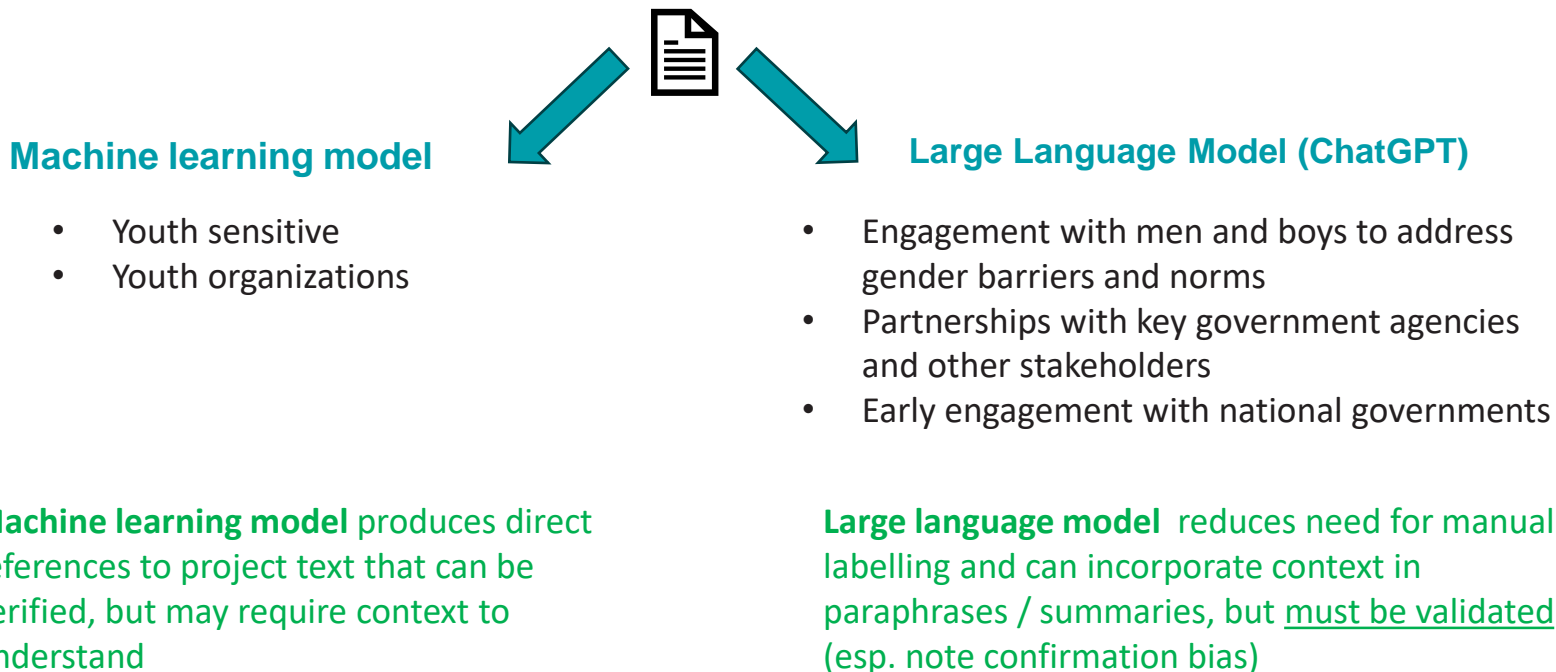 Machine learning model
• Youth sensitive
• Youth organizations
Large Language Model (ChatGPT)
• Engagement with men and boys to address
gender barriers and norms
• Partnerships with key government agencies
and other stakeholders
• Early engagement with national governments
Machine learning model produces direct
references to project text that can be
verified, but may require context to
understand
Large language model reduces need for manual
labelling and can incorporate context in
paraphrases / summaries, but must be validated
(esp. note confirmation bias)